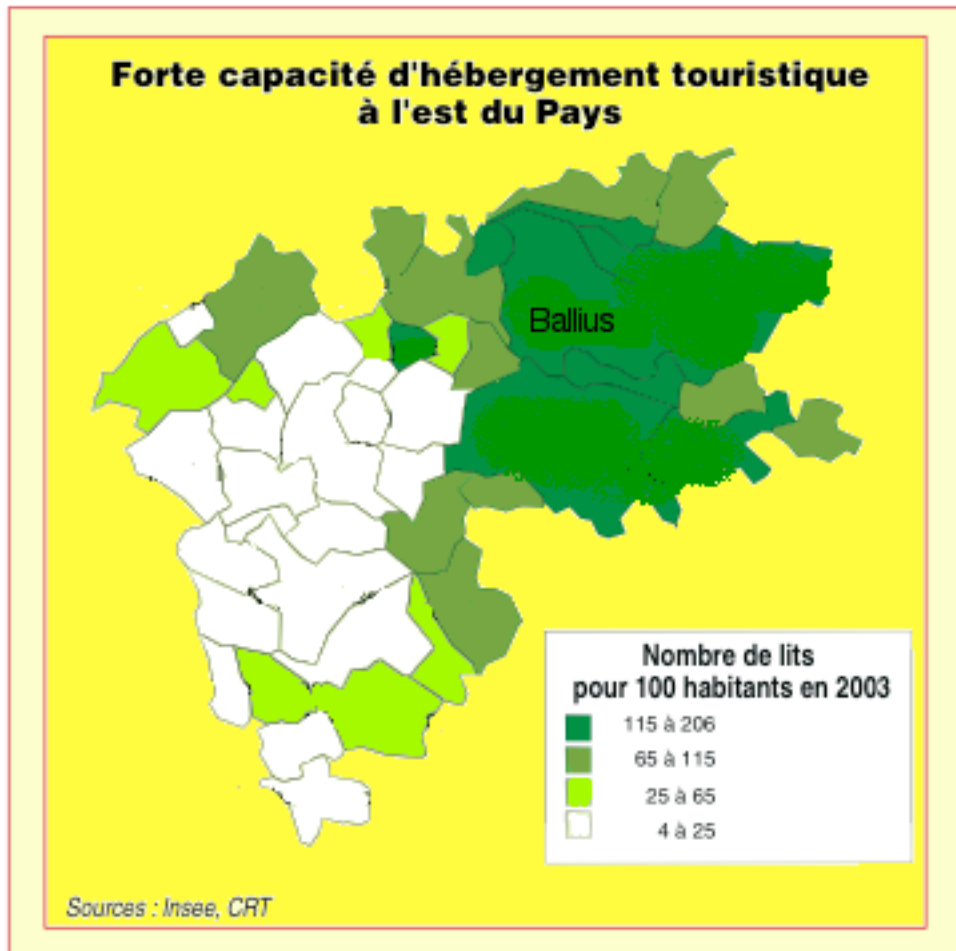 Forte capacité d'hébergement touristique
à l'est du Pays
Ballius
Nombre de lits
pour 100 habitants en 2003
115 à 206
65 à 115
25 à 65
4 à 25
Sources : Insee, CRT